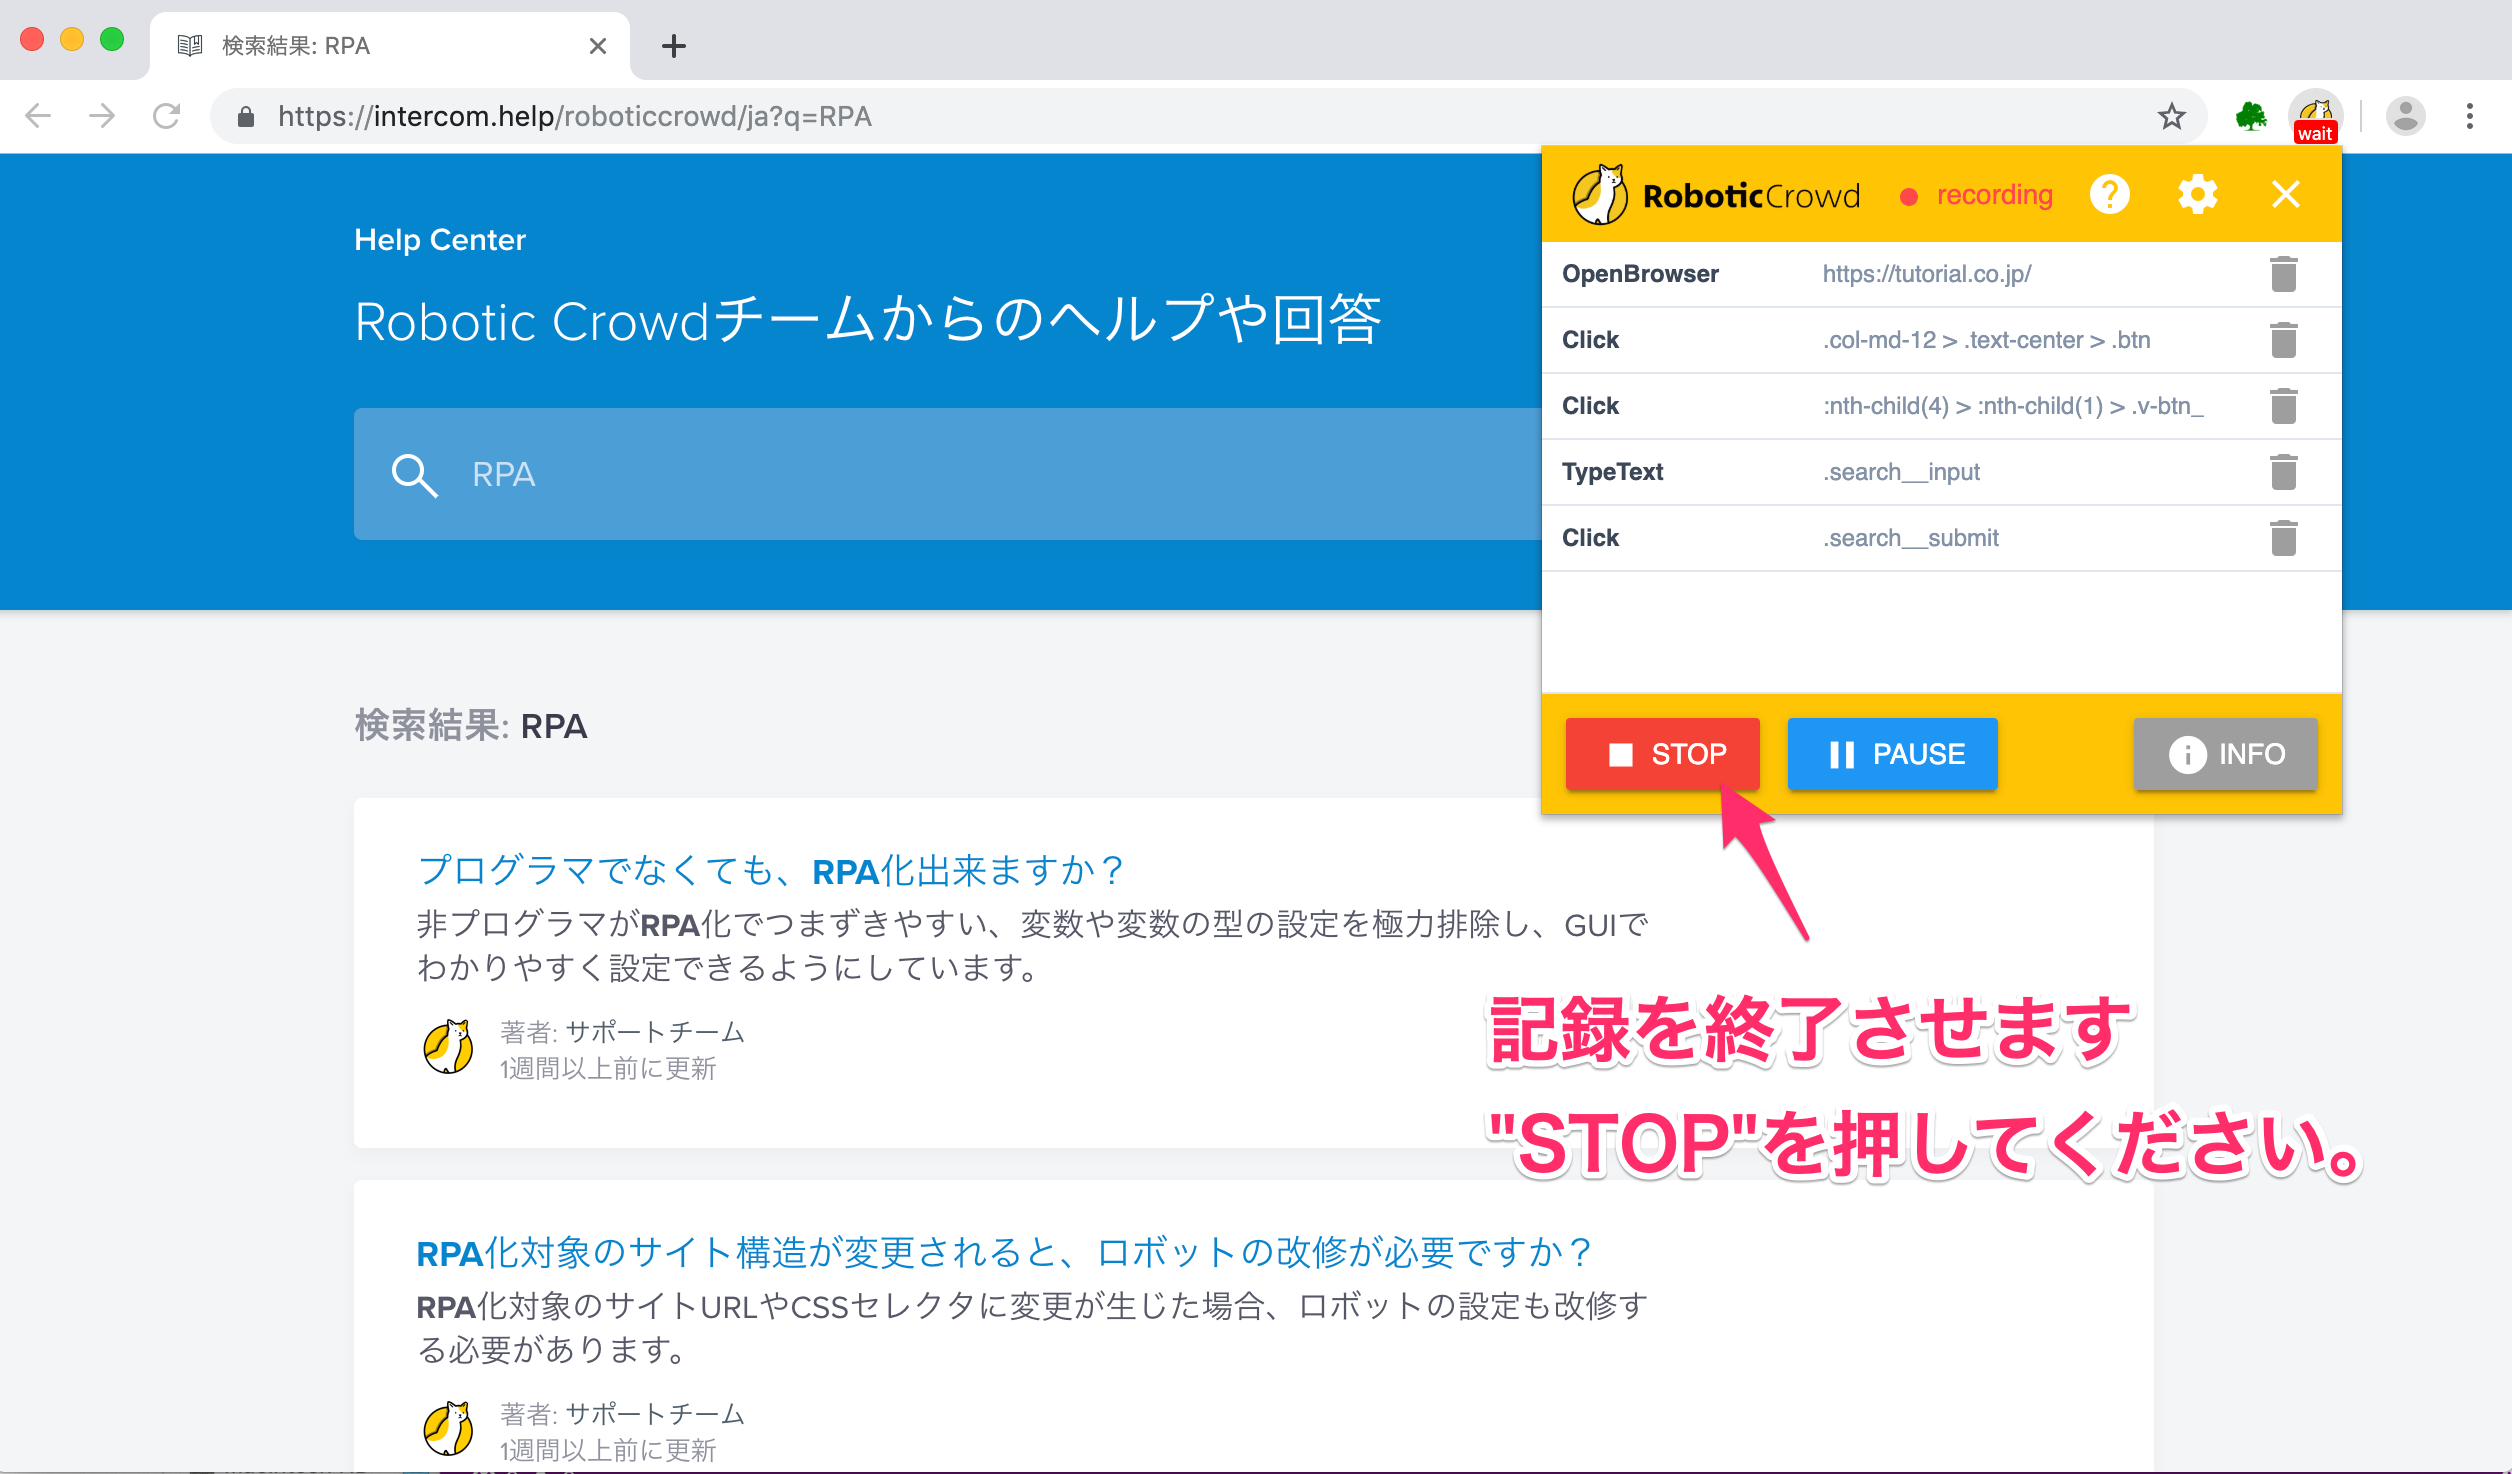 検索結果: RPA
https://intercom.help/roboticcrowd/ja?q=RPA
wait
Help Center
Robotic Crowdチームからのヘルプや回答
RPA
RoboticCrowd
recording
OpenBrowser https://tutorial.co.jp/
Click .col-md-12 > .text-center > .btn
Click :nth-child(4) > :nth-child(1) > .v-btn_
TypeText .search__input
Click .search__submit
STOP PAUSE INFO
検索結果: RPA
プログラマでなくても、RPA化出来ますか？
非プログラマがRPA化でつまずきやすい、変数や変数の型の設定を極力排除し、GUIで
わかりやすく設定できるようにしています。
著者: サポートチーム
1週間以上前に更新
記録を終了させます
"STOP"を押してください。
RPA化対象のサイト構造が変更されると、ロボットの改修が必要ですか？
RPA化対象のサイトURLやCSSセレクタに変更が生じた場合、ロボットの設定も改修す
る必要があります。
著者: サポートチーム
1週間以上前に更新